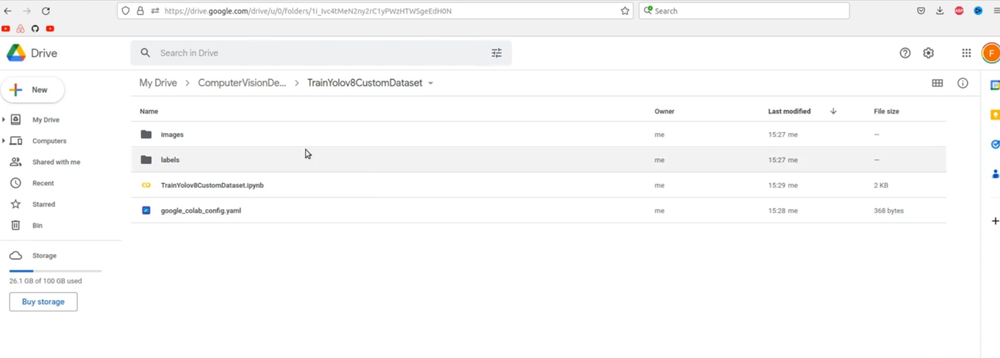 https://drive.google.com/drive/u/0/folders/1i_Ivc4tMeN2ny2rC1yPWzHTWSgeEdH0N
Search
ABP
Drive
Search in Drive
F
New
My Drive > ComputerVisionDe... > TrainYolov8CustomDataset
My Drive
Computers
Shared with me
Recent
Starred
Bin
Storage
26.1 GB of 100 GB used
Buy storage
Name Owner Last modified File size
images me 15:27 me —
labels me 15:27 me —
TrainYolov8CustomDataset.ipynb me 15:29 me 2 KB
google_colab_config.yaml me 15:28 me 368 bytes
31